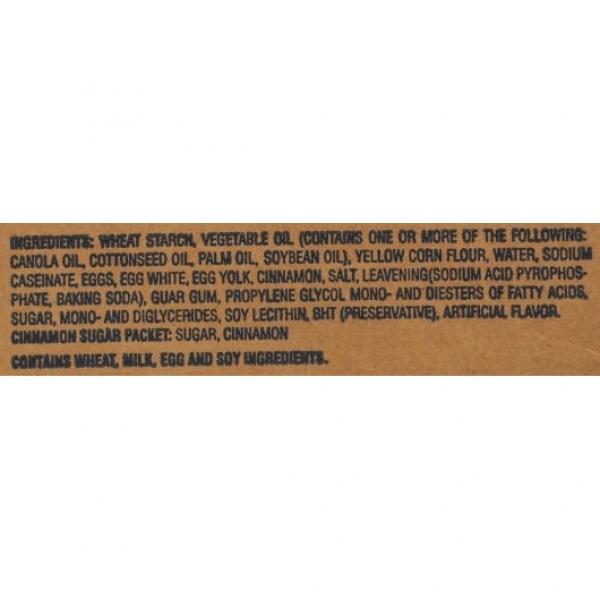 INGREDIENTS: WHEAT STARCH, VEGETABLE OIL (CONTAINS ONE OR MORE OF THE FOLLOWING:
CANOLA OIL, COTTONSEED OIL, PALM OIL, SOYBEAN OIL), YELLOW CORN FLOUR, WATER, SODIUM
CASEINATE, EGGS, EGG WHITE, EGG YOLK, CINNAMON, SALT, LEAVENING(SODIUM ACID PYROPHOS-
PHATE, BAKING SODA), GUAR GUM, PROPYLENE GLYCOL MONO- AND DIESTERS OF FATTY ACIDS,
SUGAR, MONO- AND DIGLYCERIDES, SOY LECITHIN, BHT (PRESERVATIVE), ARTIFICIAL FLAVOR.
CINNAMON SUGAR PACKET: SUGAR, CINNAMON
CONTAINS WHEAT, MILK, EGG AND SOY INGREDIENTS.